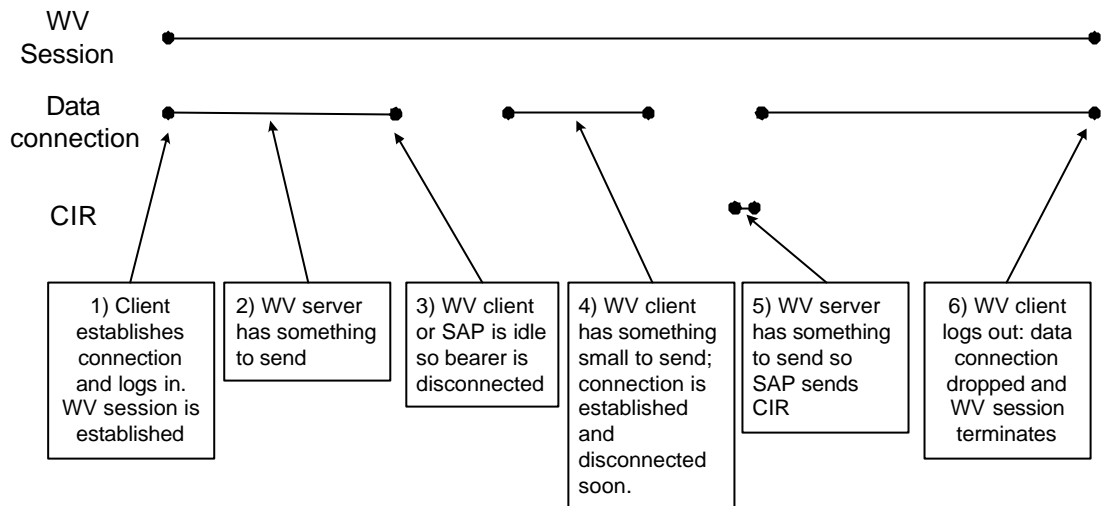 WV
Session
Data
connection
CIR
1) Client
establishes
connection
and logs in.
WV session is
established
2) WV server
has something
to send
3) WV client
or SAP is idle
so bearer is
disconnected
4) WV client
has something
small to send;
connection is
established
and
disconnected
soon.
5) WV server
has something
to send so
SAP sends
CIR
6) WV client
logs out: data
connection
dropped and
WV session
terminates